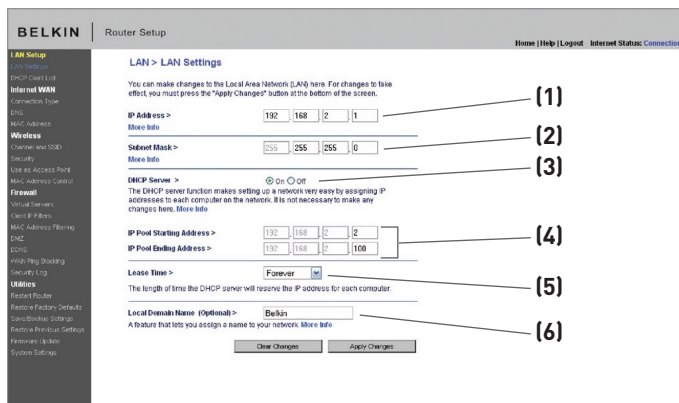 BELKIN
Router Setup
Home | Help | Logout Internet Status: Connection
LAN Setup
LAN Settings
DHCP Client List
Internet WAN
Connection Type
DNS
MAC Address
Wireless
Channel and SSID
Security
Use as Access Point
MAC Address Control
Firewall
Virtual Servers
Client IP Filters
MAC Address Filtering
DMZ
DDNS
WAN Ping Blocking
Security Log
Utilities
Restart Router
Restore Factory Defaults
Save/Backup Settings
Restore Previous Settings
Firmware Update
System Settings
LAN > LAN Settings
You can make changes to the Local Area Network (LAN) here. For changes to take
effect, you must press the "Apply Changes" button at the bottom of the screen.
IP Address > 192 . 168 . 2 . 1
More Info
(1)
Subnet Mask > 255 . 255 . 255 . 0
More Info
(2)
DHCP Server > On Off
(3)
The DHCP server function makes setting up a network very easy by assigning IP
addresses to each computer on the network. It is not necessary to make any
changes here. More Info
IP Pool Starting Address > 192 . 168 . 2 . 2
IP Pool Ending Address > 192 . 168 . 2 . 100
(4)
Lease Time > Forever
(5)
The length of time the DHCP server will reserve the IP address for each computer.
Local Domain Name (Optional) > Belkin
(6)
A feature that lets you assign a name to your network. More Info
Clear Changes Apply Changes